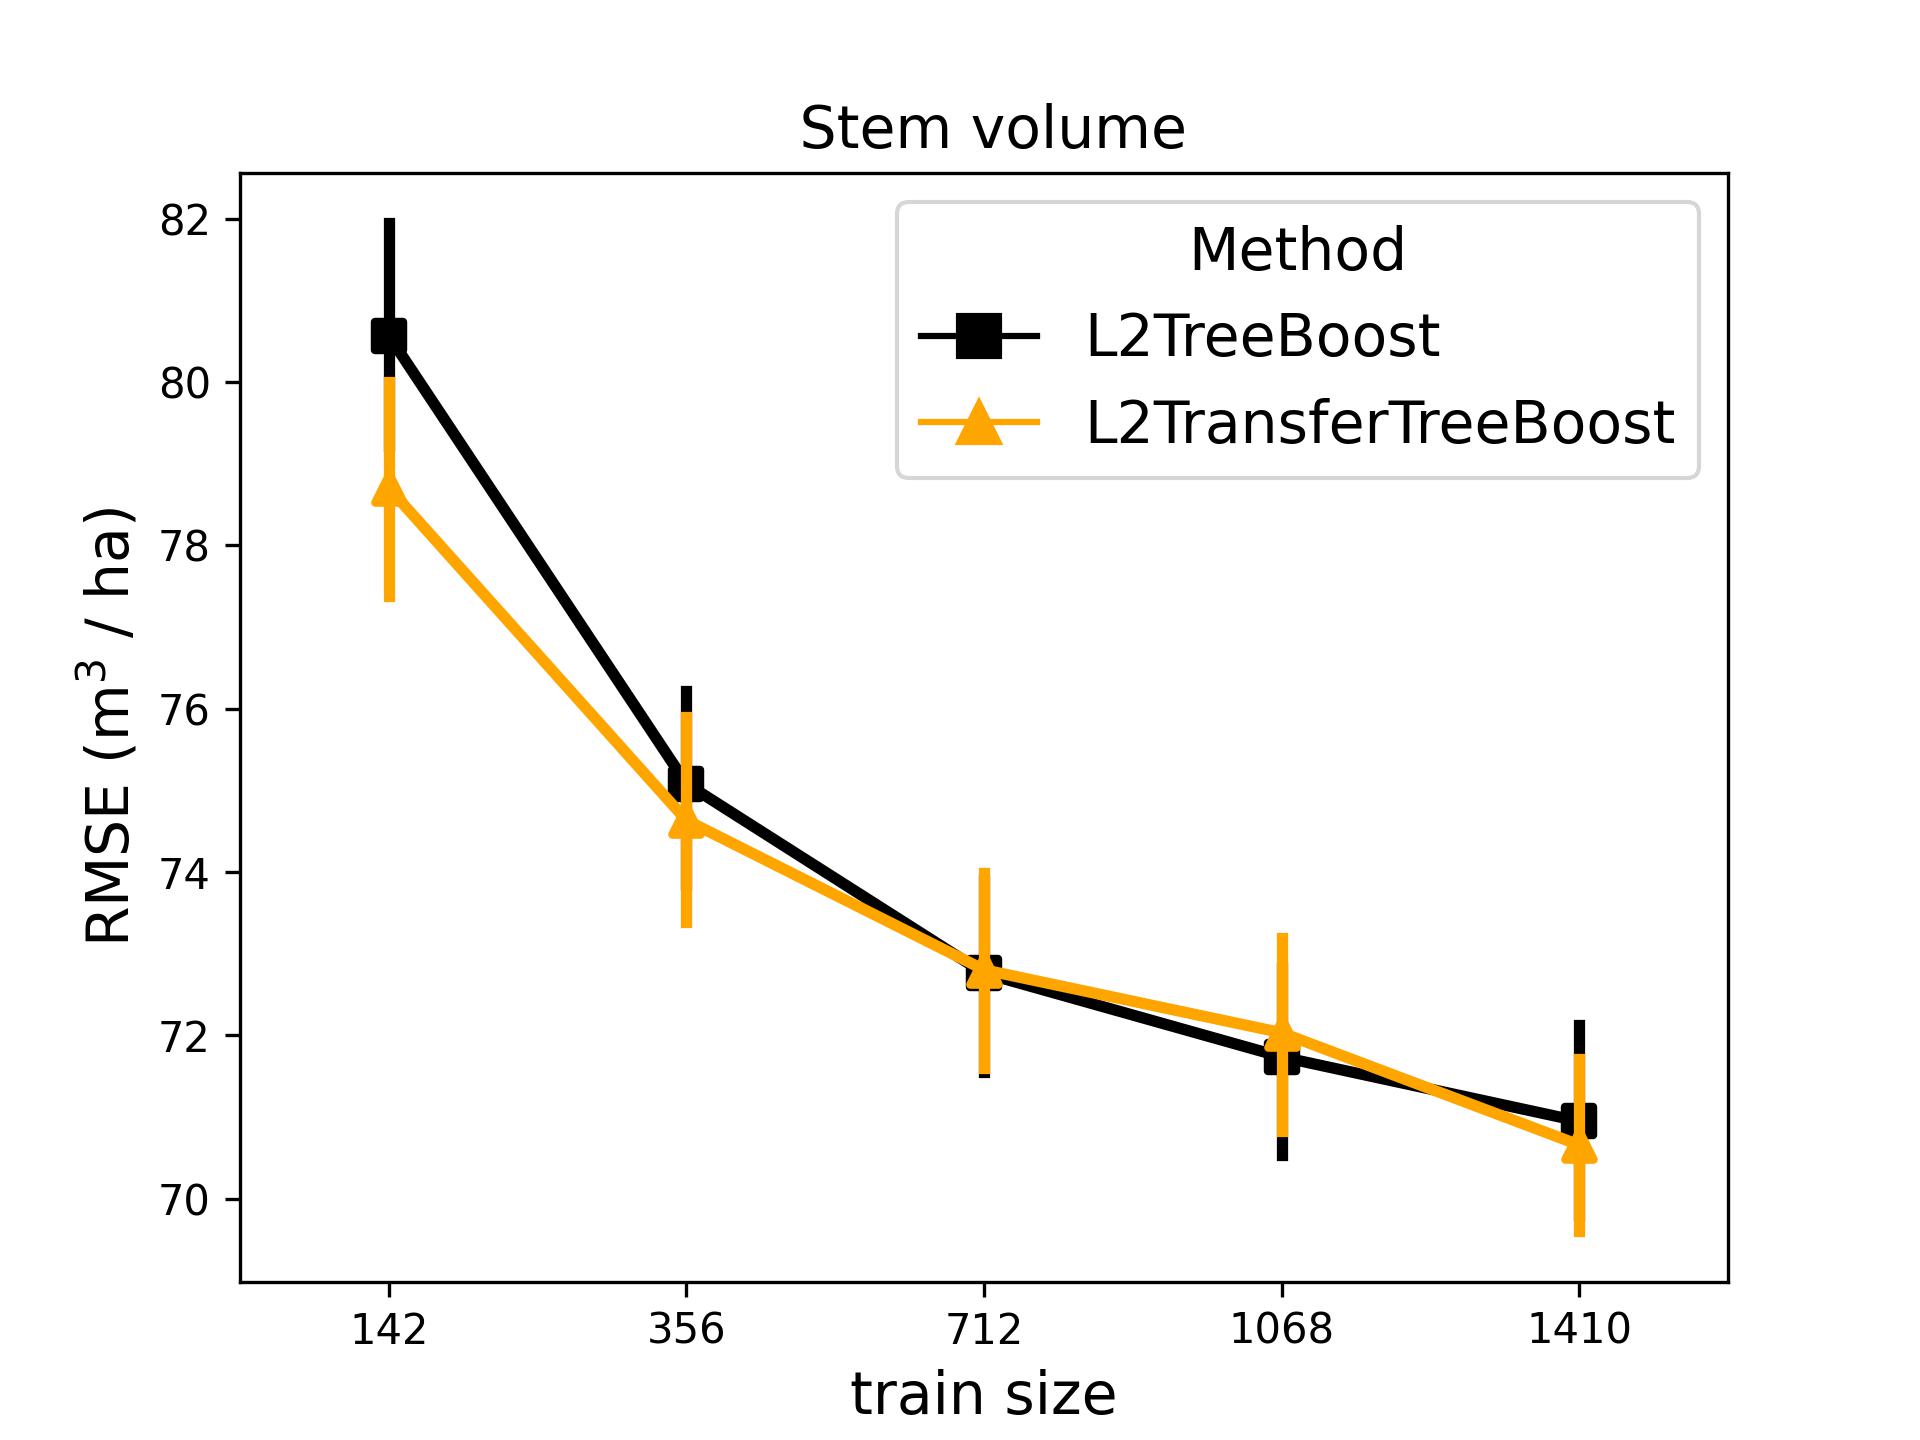 Stem volume
82
80
78
76
74
72
70
RMSE (m³ / ha)
Method
L2TreeBoost
L2TransferTreeBoost
142 356 712 1068 1410
train size